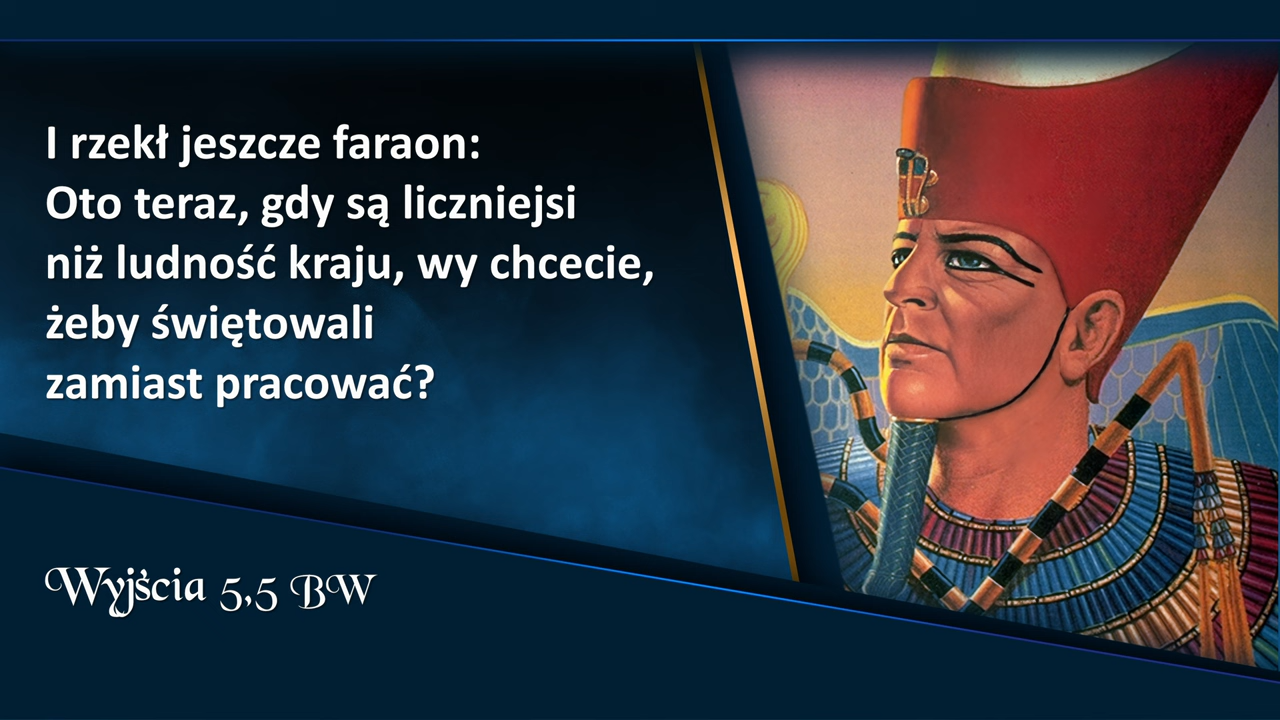 I rzekł jeszcze faraon:
Oto teraz, gdy są liczniejsi
niż ludność kraju, wy chcecie,
żeby świętowali
zamiast pracować?
Wyjścia 5,5 BW